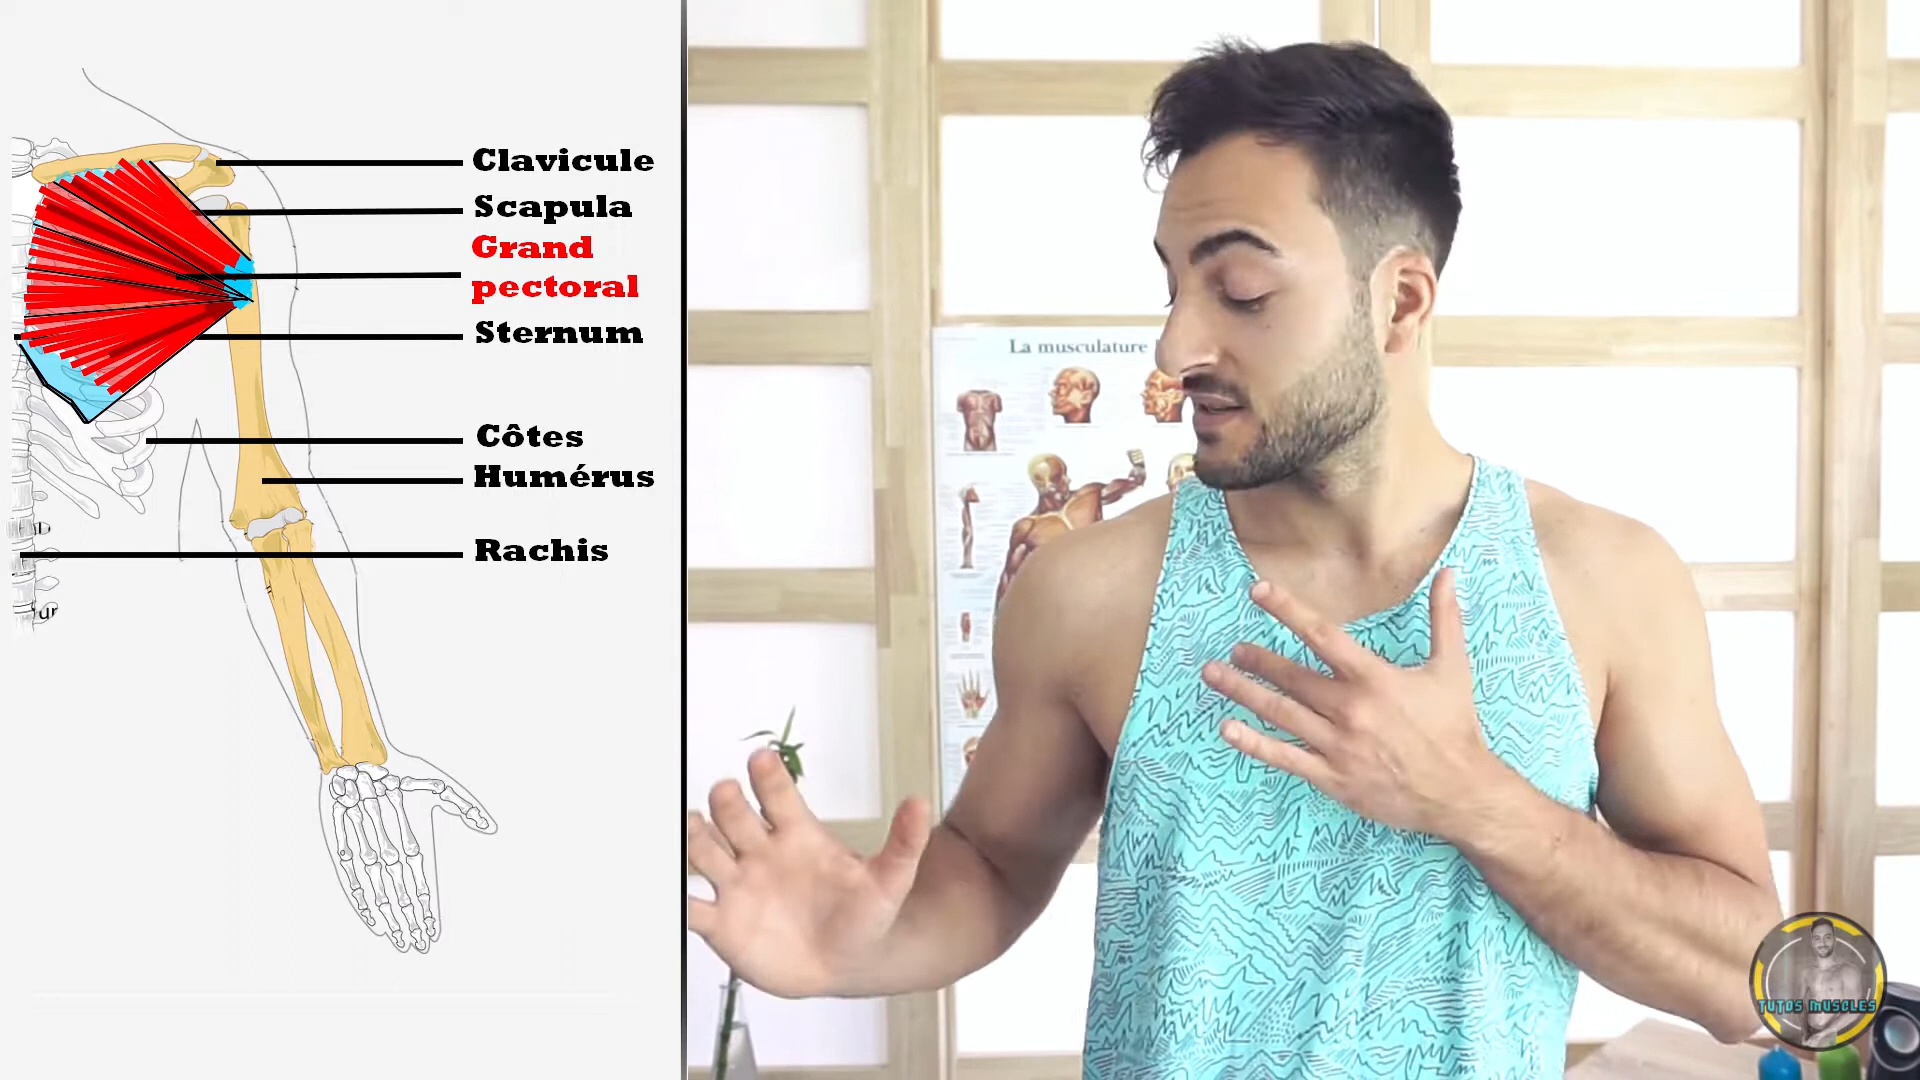 Clavicule
Scapula
Grand
pectoral
Sternum
Côtes
Humérus
Rachis
La musculature
TUTOS MUSCLES